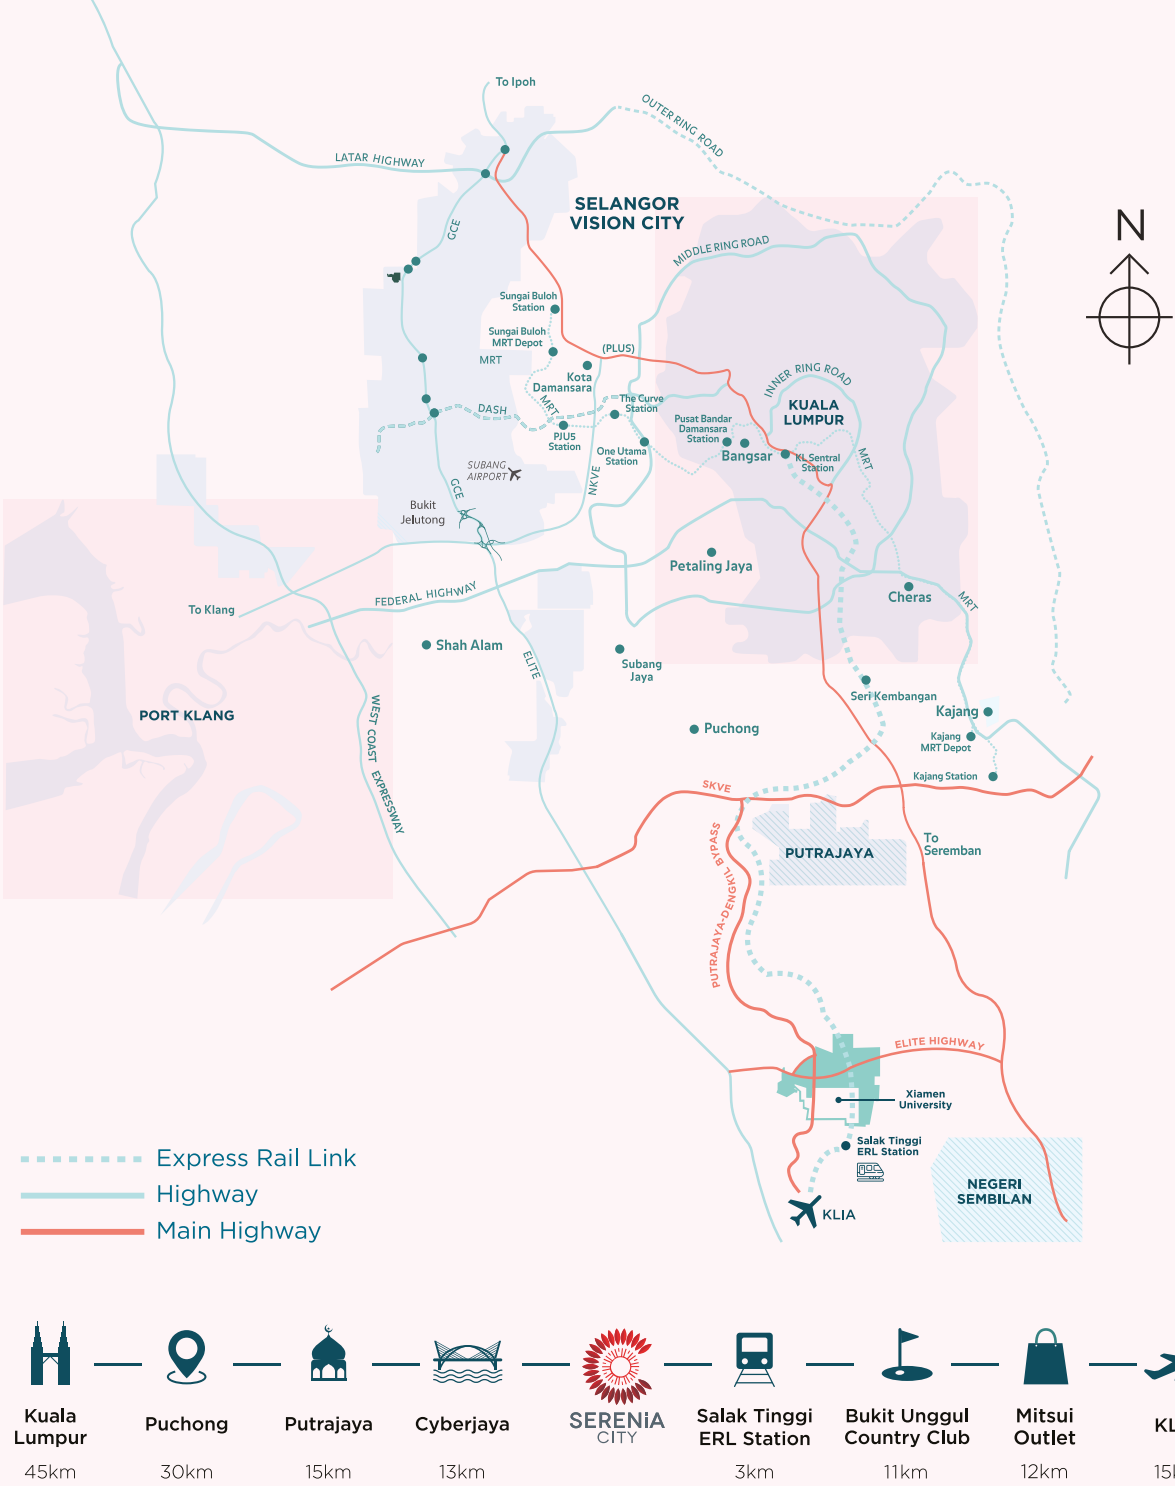 To Ipoh
OUTER RING ROAD
LATAR HIGHWAY
SELANGOR
VISION CITY
N
GCE
MIDDLE RING ROAD
Sungai Buloh
Station
Sungai Buloh
MRT Depot
(PLUS)
MRT
Kota
Damansara
INNER RING ROAD
KUALA
LUMPUR
MRT
The Curve
Station
DASH
Pusat Bandar
Damansara
Station
PJU5
Station
One Utama
Station
Bangsar
KL Sentral
Station
MRT
SUBANG
AIRPORT
NKVE
GCE
Bukit
Jelutong
Petaling Jaya
FEDERAL HIGHWAY
Cheras
MRT
To Klang
Shah Alam
ELITE
Subang
Jaya
Seri Kembangan
PORT KLANG
WEST COAST EXPRESSWAY
Kajang
Puchong
Kajang
MRT Depot
Kajang Station
SKVE
PUTRAJAYA
To
Seremban
PUTRAJAYA-DENGKIL BYPASS
ELITE HIGHWAY
Xiamen
University
Salak Tinggi
ERL Station
NEGERI
SEMBILAN
KLIA
Express Rail Link
Highway
Main Highway
Kuala
Lumpur
45km
Puchong
30km
Putrajaya
15km
Cyberjaya
13km
SERENiA
CITY
Salak Tinggi
ERL Station
3km
Bukit Unggul
Country Club
11km
Mitsui
Outlet
12km